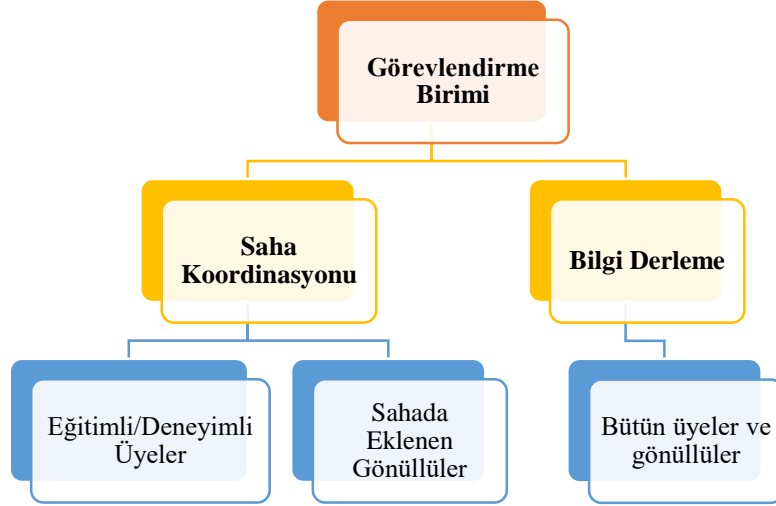 Görevlendirme
Birimi
Saha
Koordinasyonu
Bilgi Derleme
Eğitimli/Deneyimli
Üyeler
Sahada
Eklenen
Gönüllüler
Bütün üyeler ve
gönüllüler